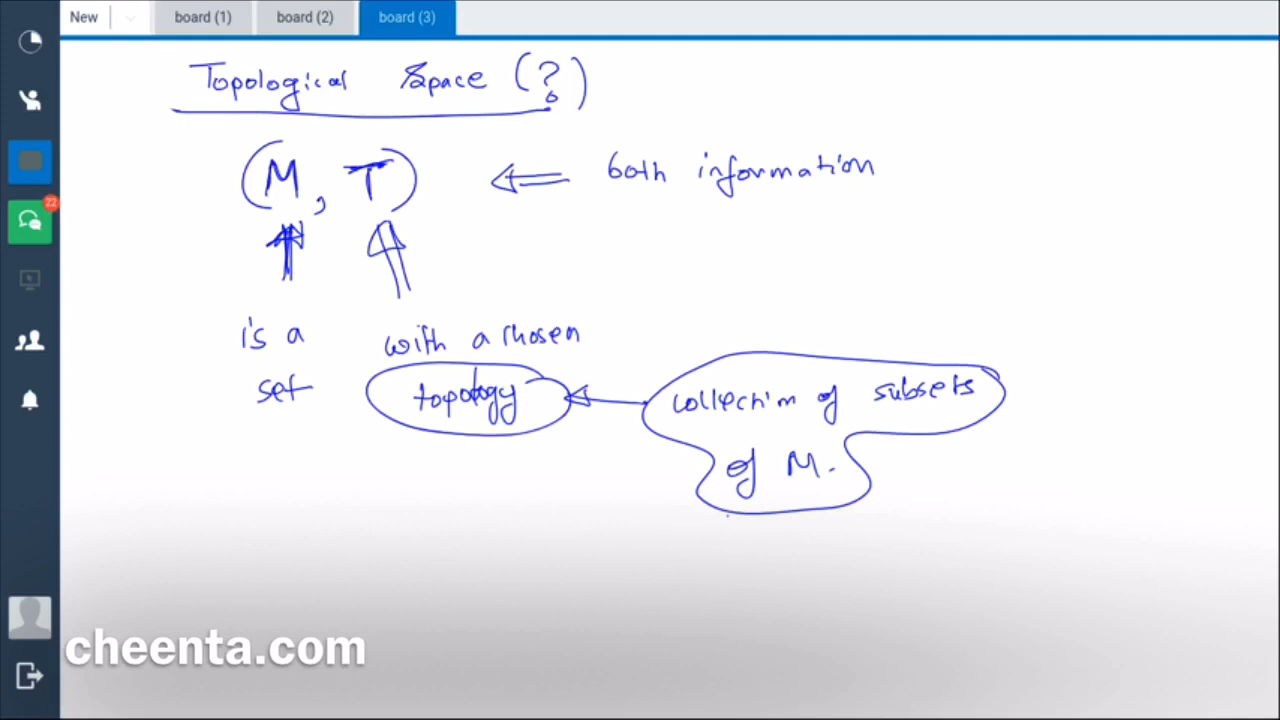 New
board (1)
board (2)
board (3)
Topological Space (?)
(M, T) ⇐ both information
22
is a with a chosen
set topology collection of subsets
of M.
cheenta.com